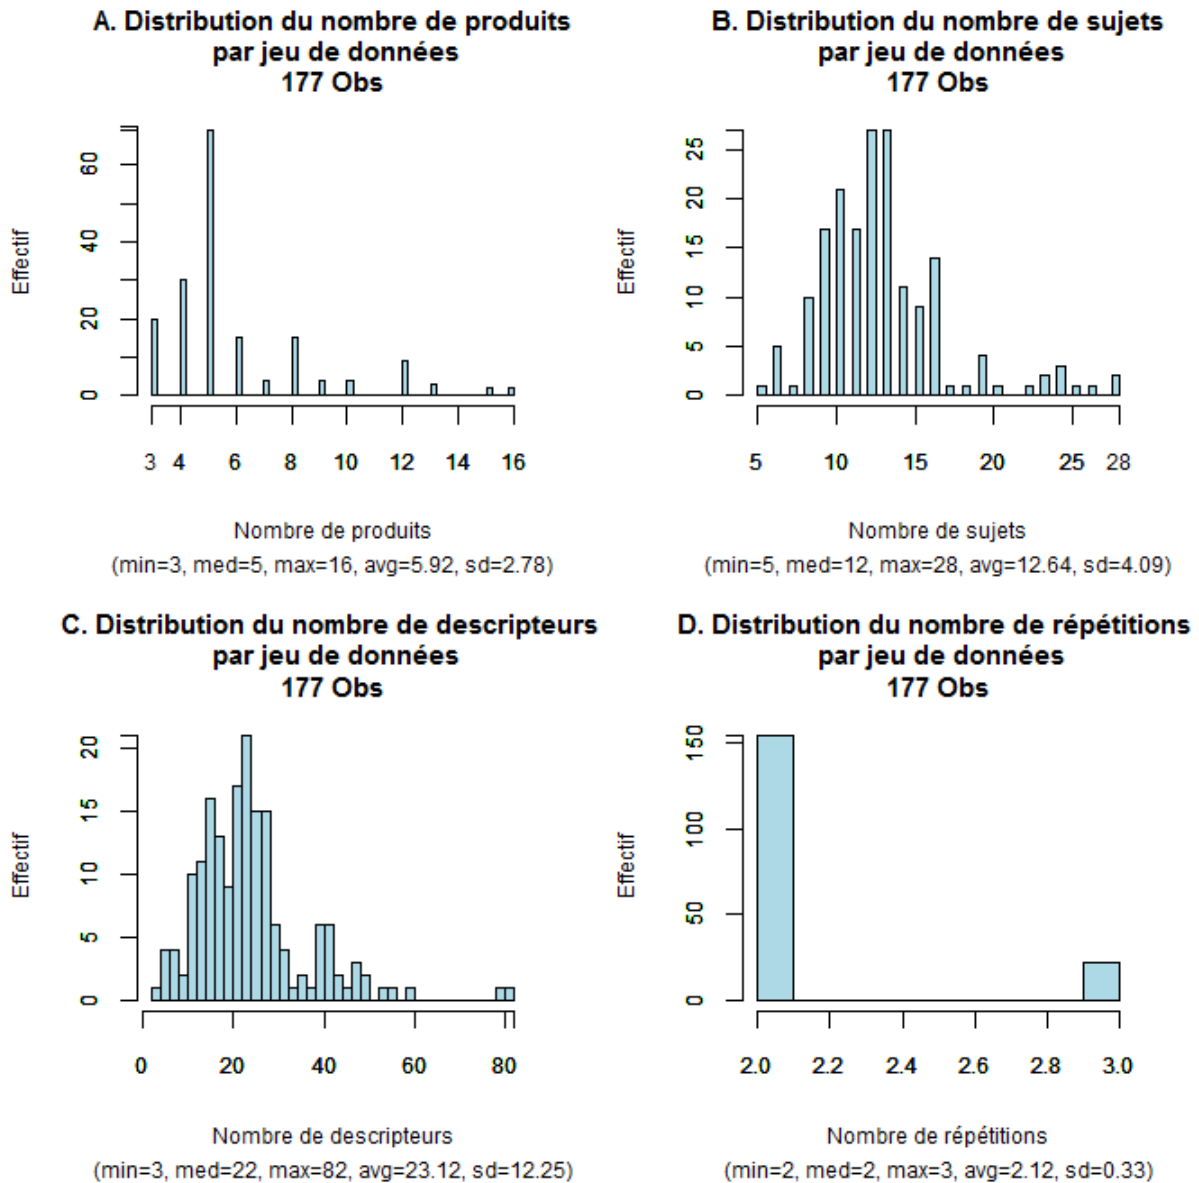 A. Distribution du nombre de produits
par jeu de données
177 Obs
Effectif
0
20
40
60
3 4 6 8 10 12 14 16
Nombre de produits
(min=3, med=5, max=16, avg=5.92, sd=2.78)
B. Distribution du nombre de sujets
par jeu de données
177 Obs
Effectif
0
5
10
15
20
25
5 10 15 20 25 28
Nombre de sujets
(min=5, med=12, max=28, avg=12.64, sd=4.09)
C. Distribution du nombre de descripteurs
par jeu de données
177 Obs
Effectif
0
5
10
15
20
0 20 40 60 80
Nombre de descripteurs
(min=3, med=22, max=82, avg=23.12, sd=12.25)
D. Distribution du nombre de répétitions
par jeu de données
177 Obs
Effectif
0
50
100
150
2.0 2.2 2.4 2.6 2.8 3.0
Nombre de répétitions
(min=2, med=2, max=3, avg=2.12, sd=0.33)